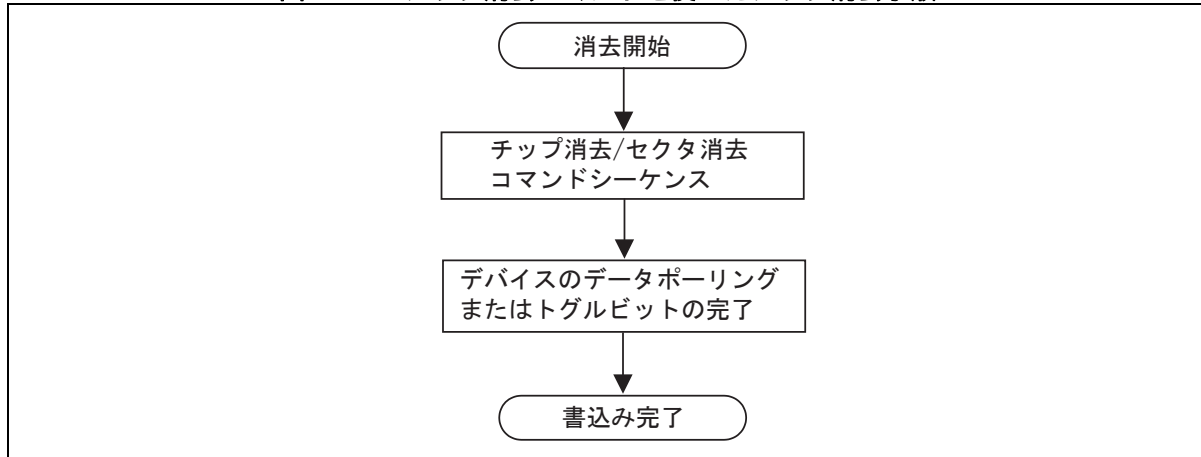 消去開始
チップ消去/セクタ消去
コマンドシーケンス
デバイスのデータポーリング
またはトグルビットの完了
書込み完了